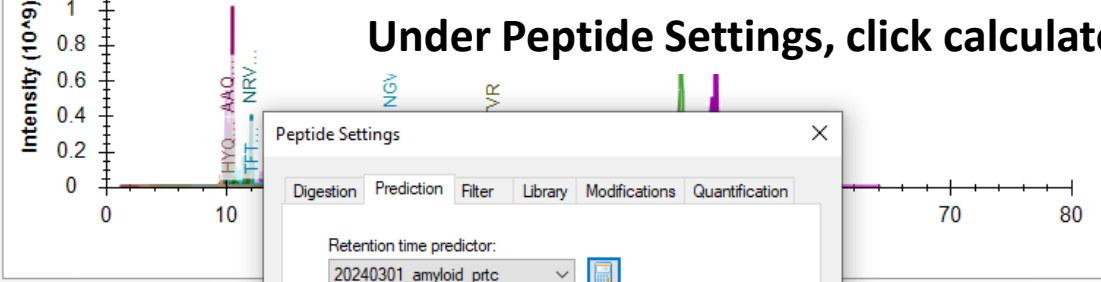 Under Peptide Settings, click calculate
Intensity (10^9)
1
0.8
0.6
0.4
0.2
0
HYQ...
AAQ...
TFT...
NRV...
NGV
VR
0 10 70 80
Peptide Settings
Digestion Prediction Filter Library Modifications Quantification
Retention time predictor:
20240301_amyloid_prtc